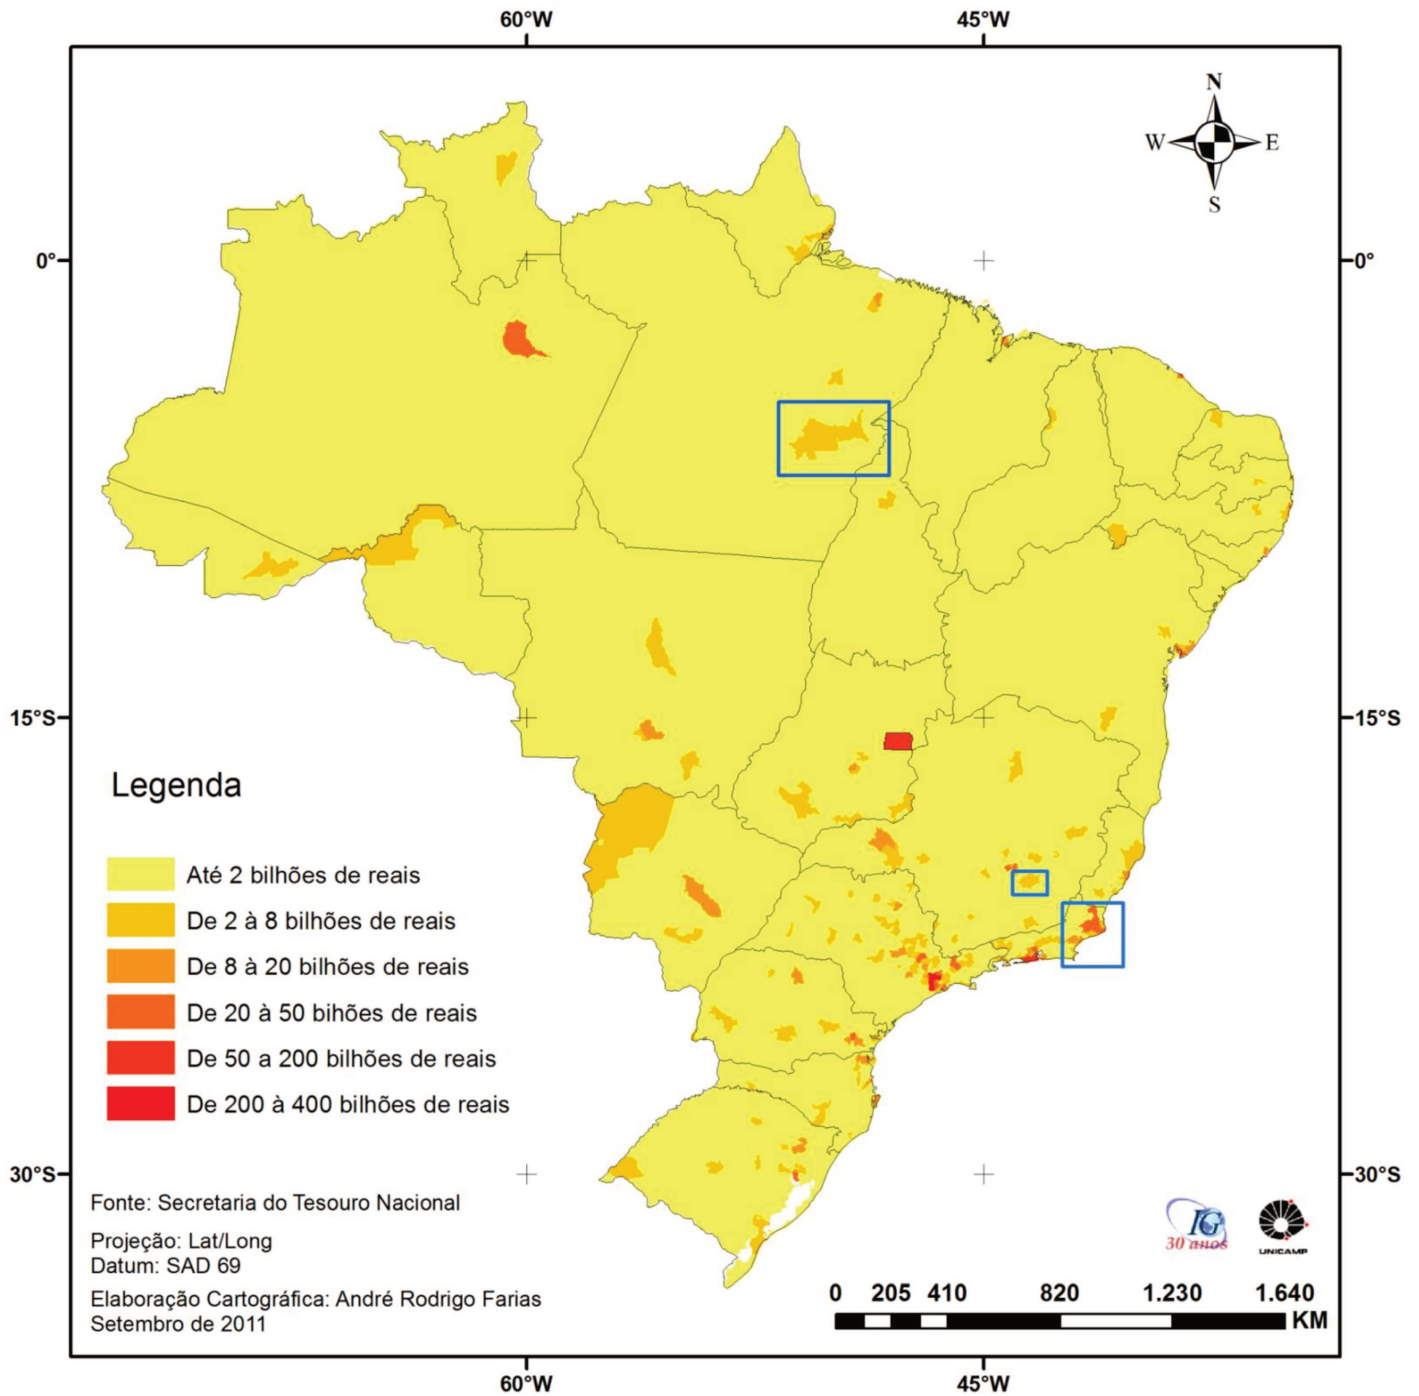 60°W 45°W
N
W E
S
0° 0°
15°S 15°S
Legenda
Até 2 bilhões de reais
De 2 à 8 bilhões de reais
De 8 à 20 bilhões de reais
De 20 à 50 bihões de reais
De 50 a 200 bilhões de reais
De 200 à 400 bilhões de reais
30°S 30°S
Fonte: Secretaria do Tesouro Nacional
Projeção: Lat/Long
Datum: SAD 69
Elaboração Cartográfica: André Rodrigo Farias
Setembro de 2011
IG
30 anos
UNICAMP
0 205 410 820 1.230 1.640
KM
60°W 45°W